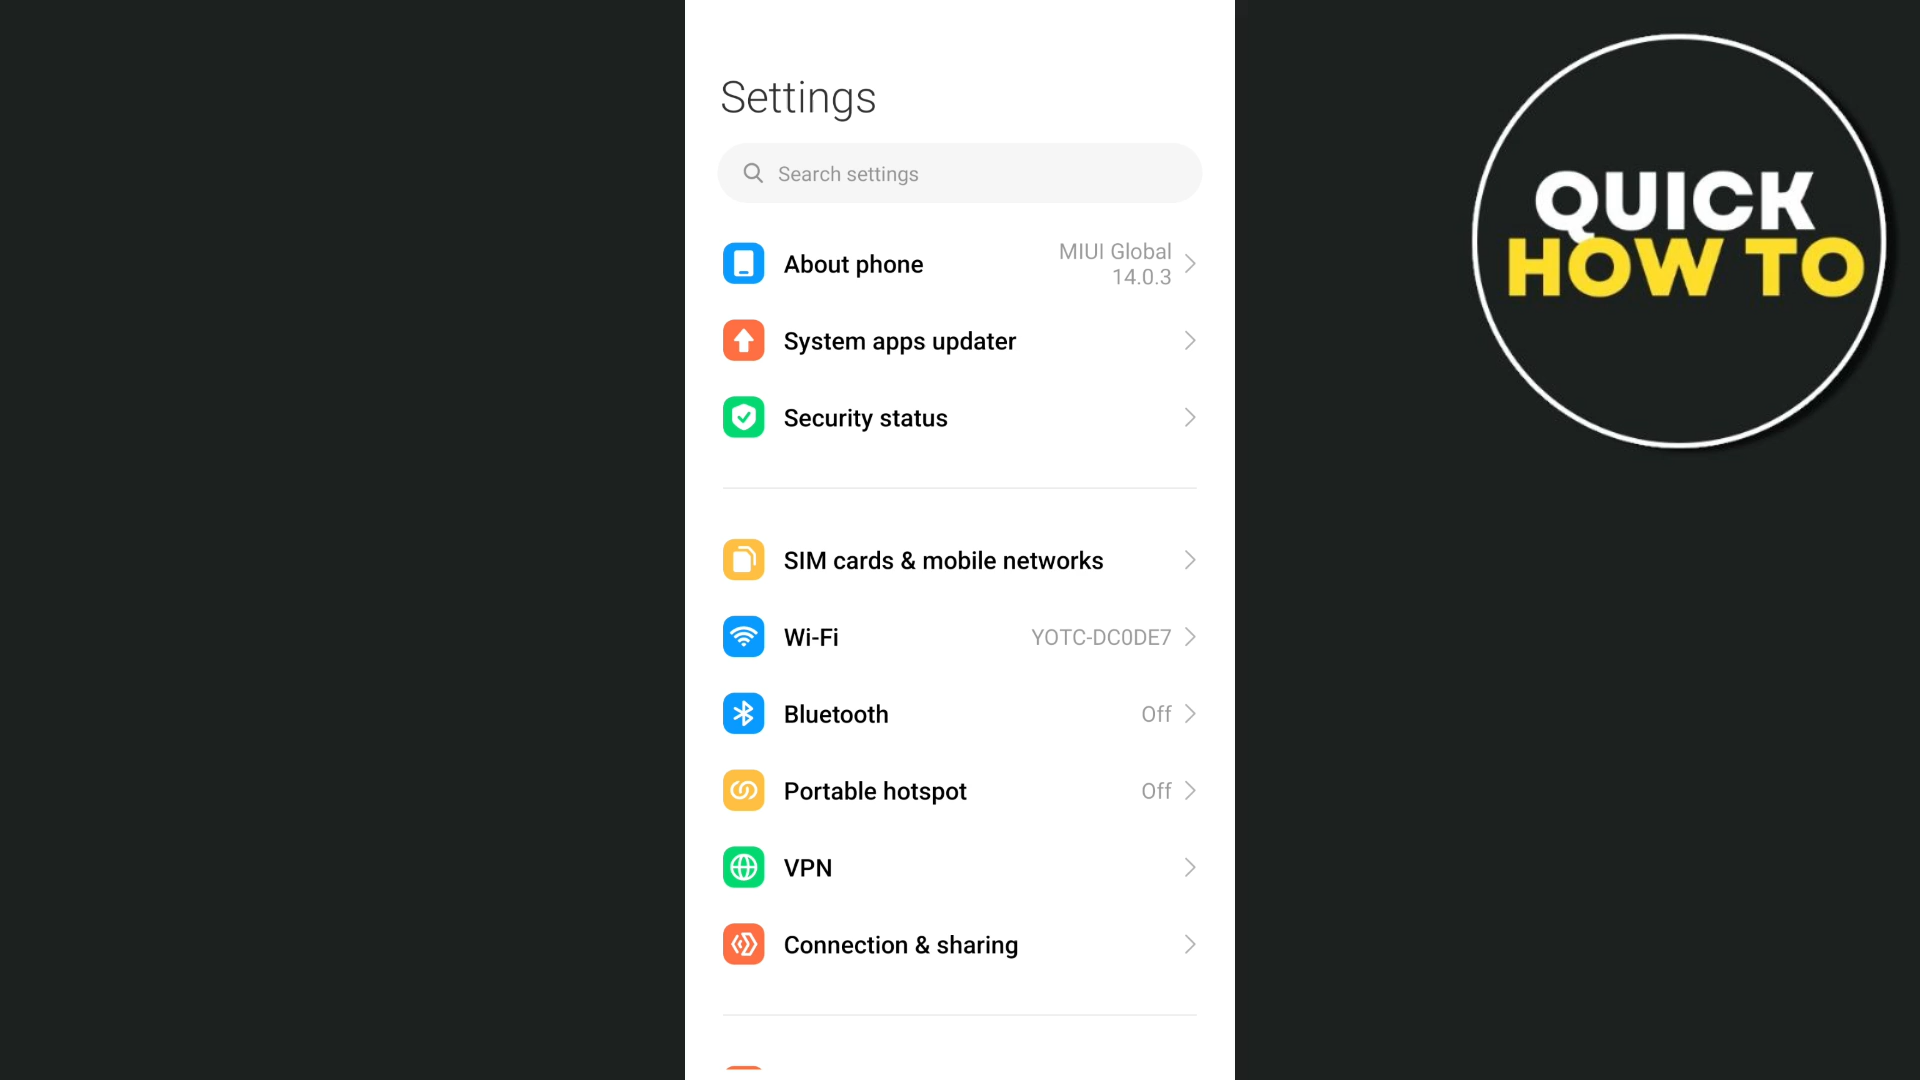 Settings
Search settings
About phone
MIUI Global
14.0.3
System apps updater
Security status
SIM cards & mobile networks
Wi-Fi
YOTC-DC0DE7
Bluetooth
Off
Portable hotspot
Off
VPN
Connection & sharing
QUICK
HOW TO